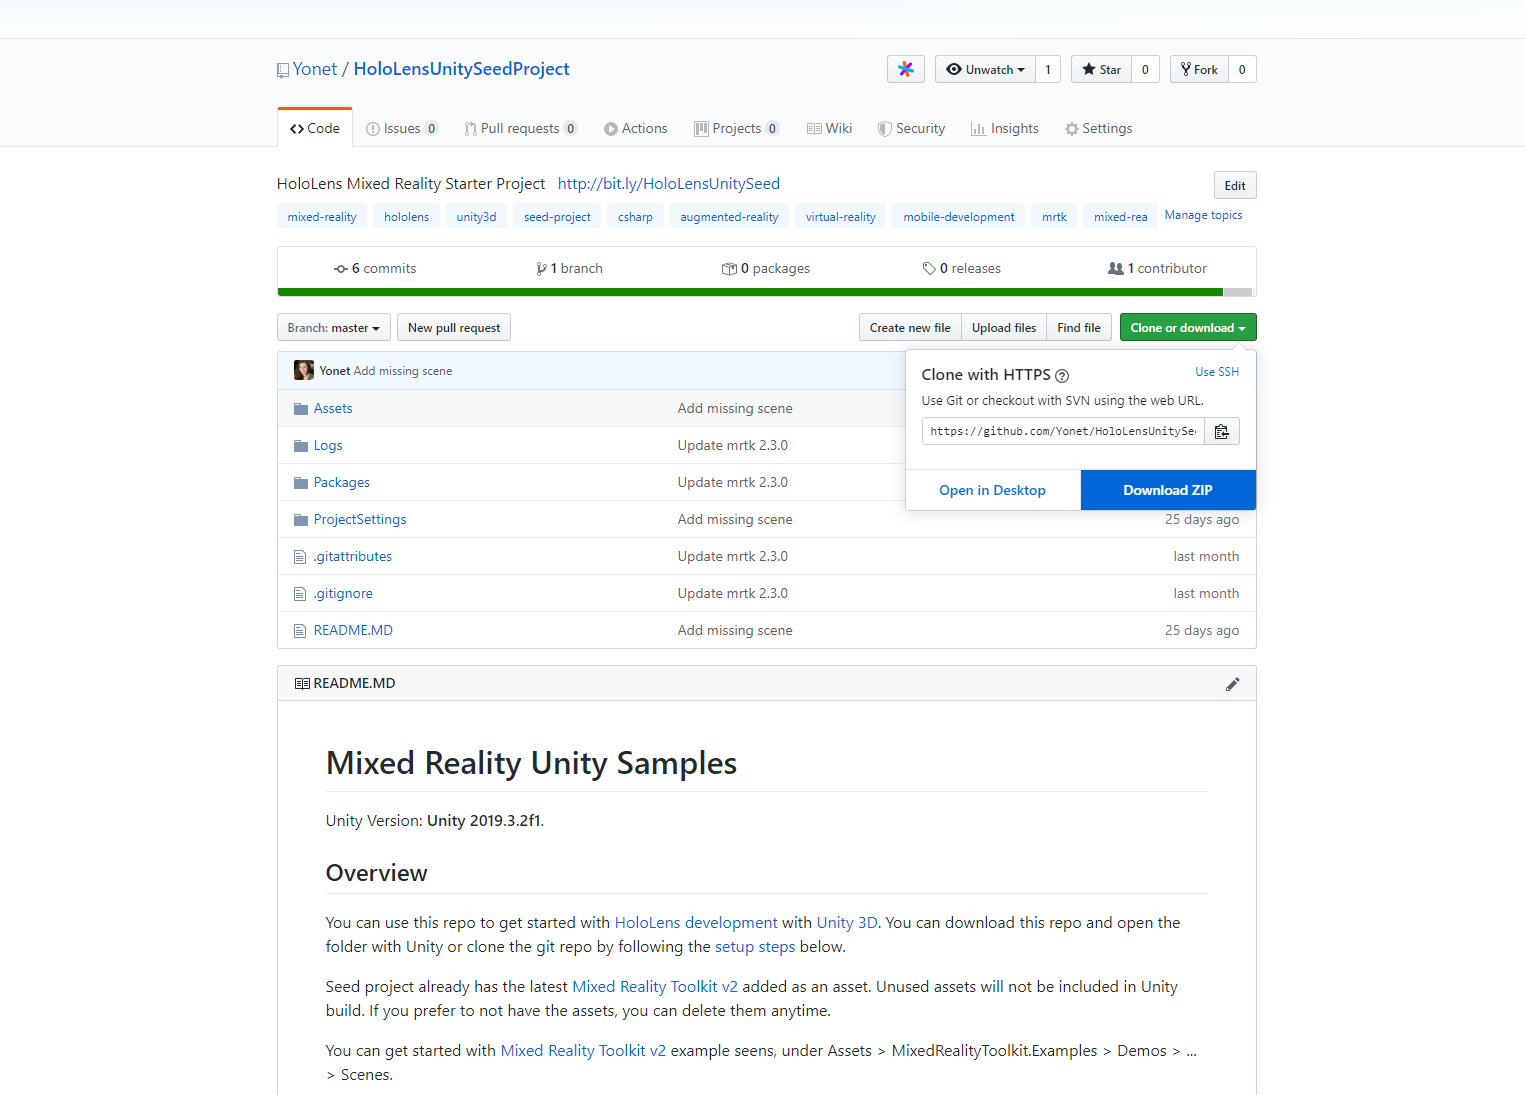 Yonet / HoloLensUnitySeedProject
Unwatch 1 Star 0 Fork 0
Code Issues 0 Pull requests 0 Actions Projects 0 Wiki Security Insights Settings
HoloLens Mixed Reality Starter Project http://bit.ly/HoloLensUnitySeed Edit
mixed-reality hololens unity3d seed-project csharp augmented-reality virtual-reality mobile-development mrtk mixed-rea Manage topics
6 commits 1 branch 0 packages 0 releases 1 contributor
Branch: master New pull request Create new file Upload files Find file Clone or download
Yonet Add missing scene
Clone with HTTPS Use SSH
Use Git or checkout with SVN using the web URL.
https://github.com/Yonet/HoloLensUnitySe
Open in Desktop Download ZIP
Assets Add missing scene
Logs Update mrtk 2.3.0
Packages Update mrtk 2.3.0
ProjectSettings Add missing scene 25 days ago
.gitattributes Update mrtk 2.3.0 last month
.gitignore Update mrtk 2.3.0 last month
README.MD Add missing scene 25 days ago
README.MD
Mixed Reality Unity Samples
Unity Version: Unity 2019.3.2f1.
Overview
You can use this repo to get started with HoloLens development with Unity 3D. You can download this repo and open the
folder with Unity or clone the git repo by following the setup steps below.
Seed project already has the latest Mixed Reality Toolkit v2 added as an asset. Unused assets will not be included in Unity
build. If you prefer to not have the assets, you can delete them anytime.
You can get started with Mixed Reality Toolkit v2 example seens, under Assets > MixedRealityToolkit.Examples > Demos > ...
> Scenes.